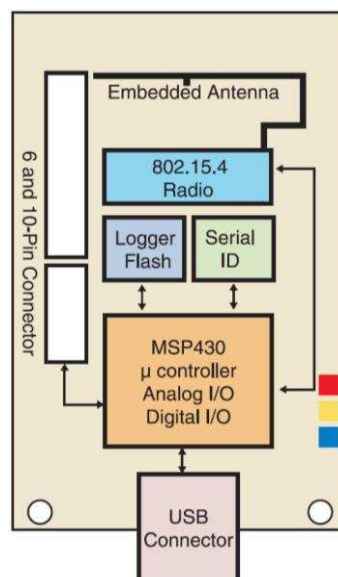 Embedded Antenna
6 and 10-Pin Connector
802.15.4
Radio
Logger
Flash
Serial
ID
MSP430
µ controller
Analog I/O
Digital I/O
USB
Connector